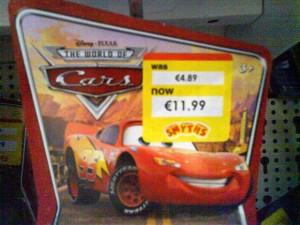 Disney · PIXAR
THE WORLD OF
Cars
was
€4.89
now
€11.99
SMYTHS
3+